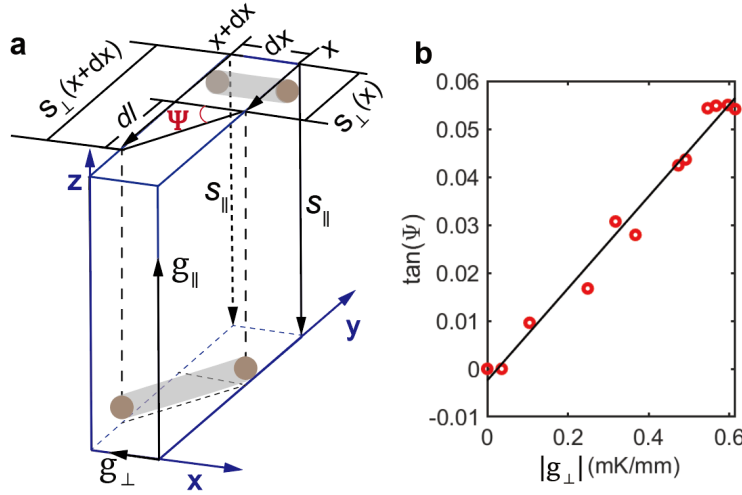 a
x+dx
dx
x
S⊥(x+dx)
S⊥(x)
dl
Ψ
z
S∥
S∥
g∥
y
g⊥
x
b
0.06
0.05
0.04
0.03
0.02
0.01
0
-0.01
tan(Ψ)
0
0.2
0.4
0.6
|g⊥| (mK/mm)